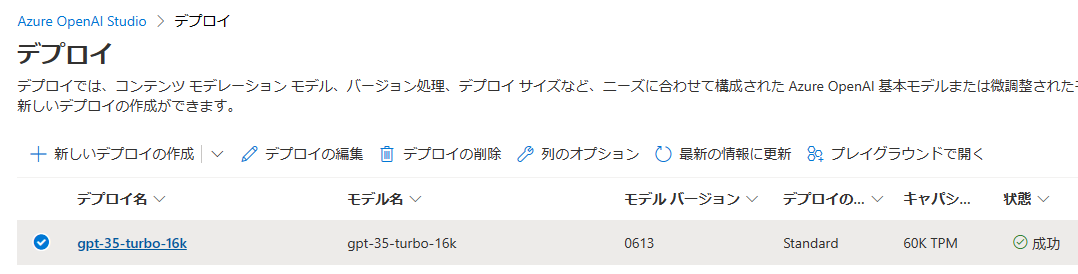 Azure OpenAI Studio > デプロイ
デプロイ
デプロイでは、コンテンツ モデレーション モデル、バージョン処理、デプロイ サイズなど、ニーズに合わせて構成された Azure OpenAI 基本モデルまたは微調整された
新しいデプロイの作成ができます。
新しいデプロイの作成 デプロイの編集 デプロイの削除 列のオプション 最新の情報に更新 プレイグラウンドで開く
デプロイ名 モデル名 モデル バージョン デプロイの... キャパシ... 状態
gpt-35-turbo-16k gpt-35-turbo-16k 0613 Standard 60K TPM 成功